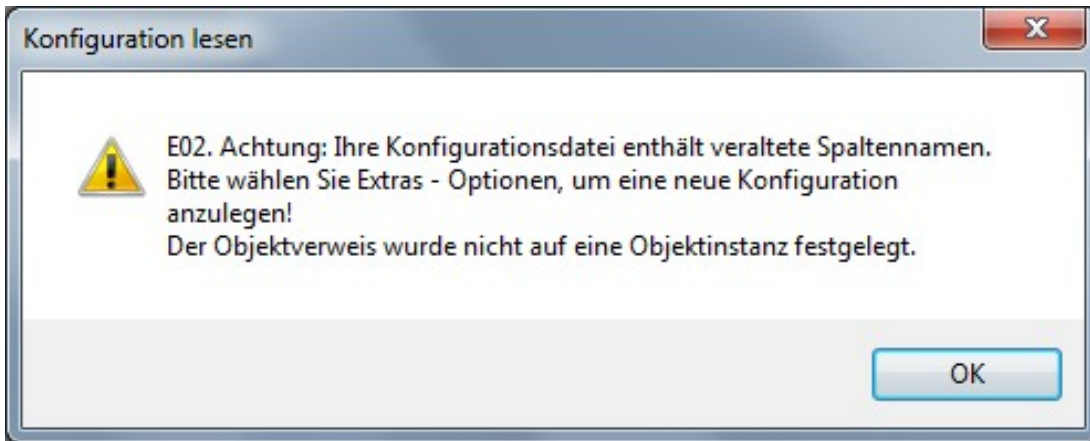 Konfiguration lesen
E02. Achtung: Ihre Konfigurationsdatei enthält veraltete Spaltennamen.
Bitte wählen Sie Extras - Optionen, um eine neue Konfiguration
anzulegen!
Der Objektverweis wurde nicht auf eine Objektinstanz festgelegt.
OK